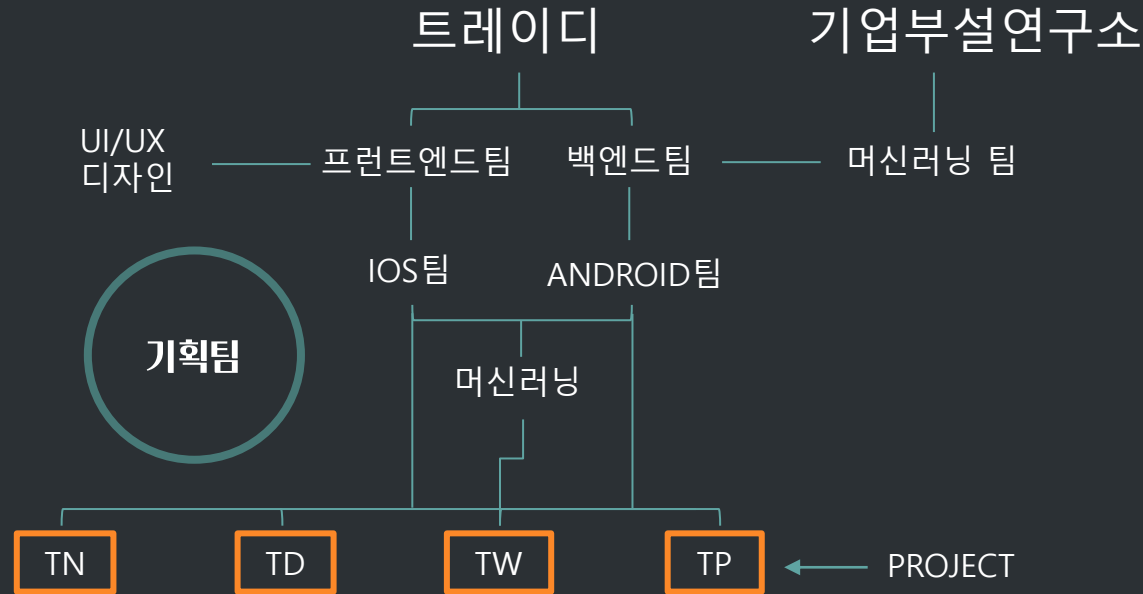 트레이디
기업부설연구소
UI/UX
디자인
프런트엔드팀
백엔드팀
머신러닝 팀
IOS팀
ANDROID팀
기획팀
머신러닝
TN
TD
TW
TP
PROJECT